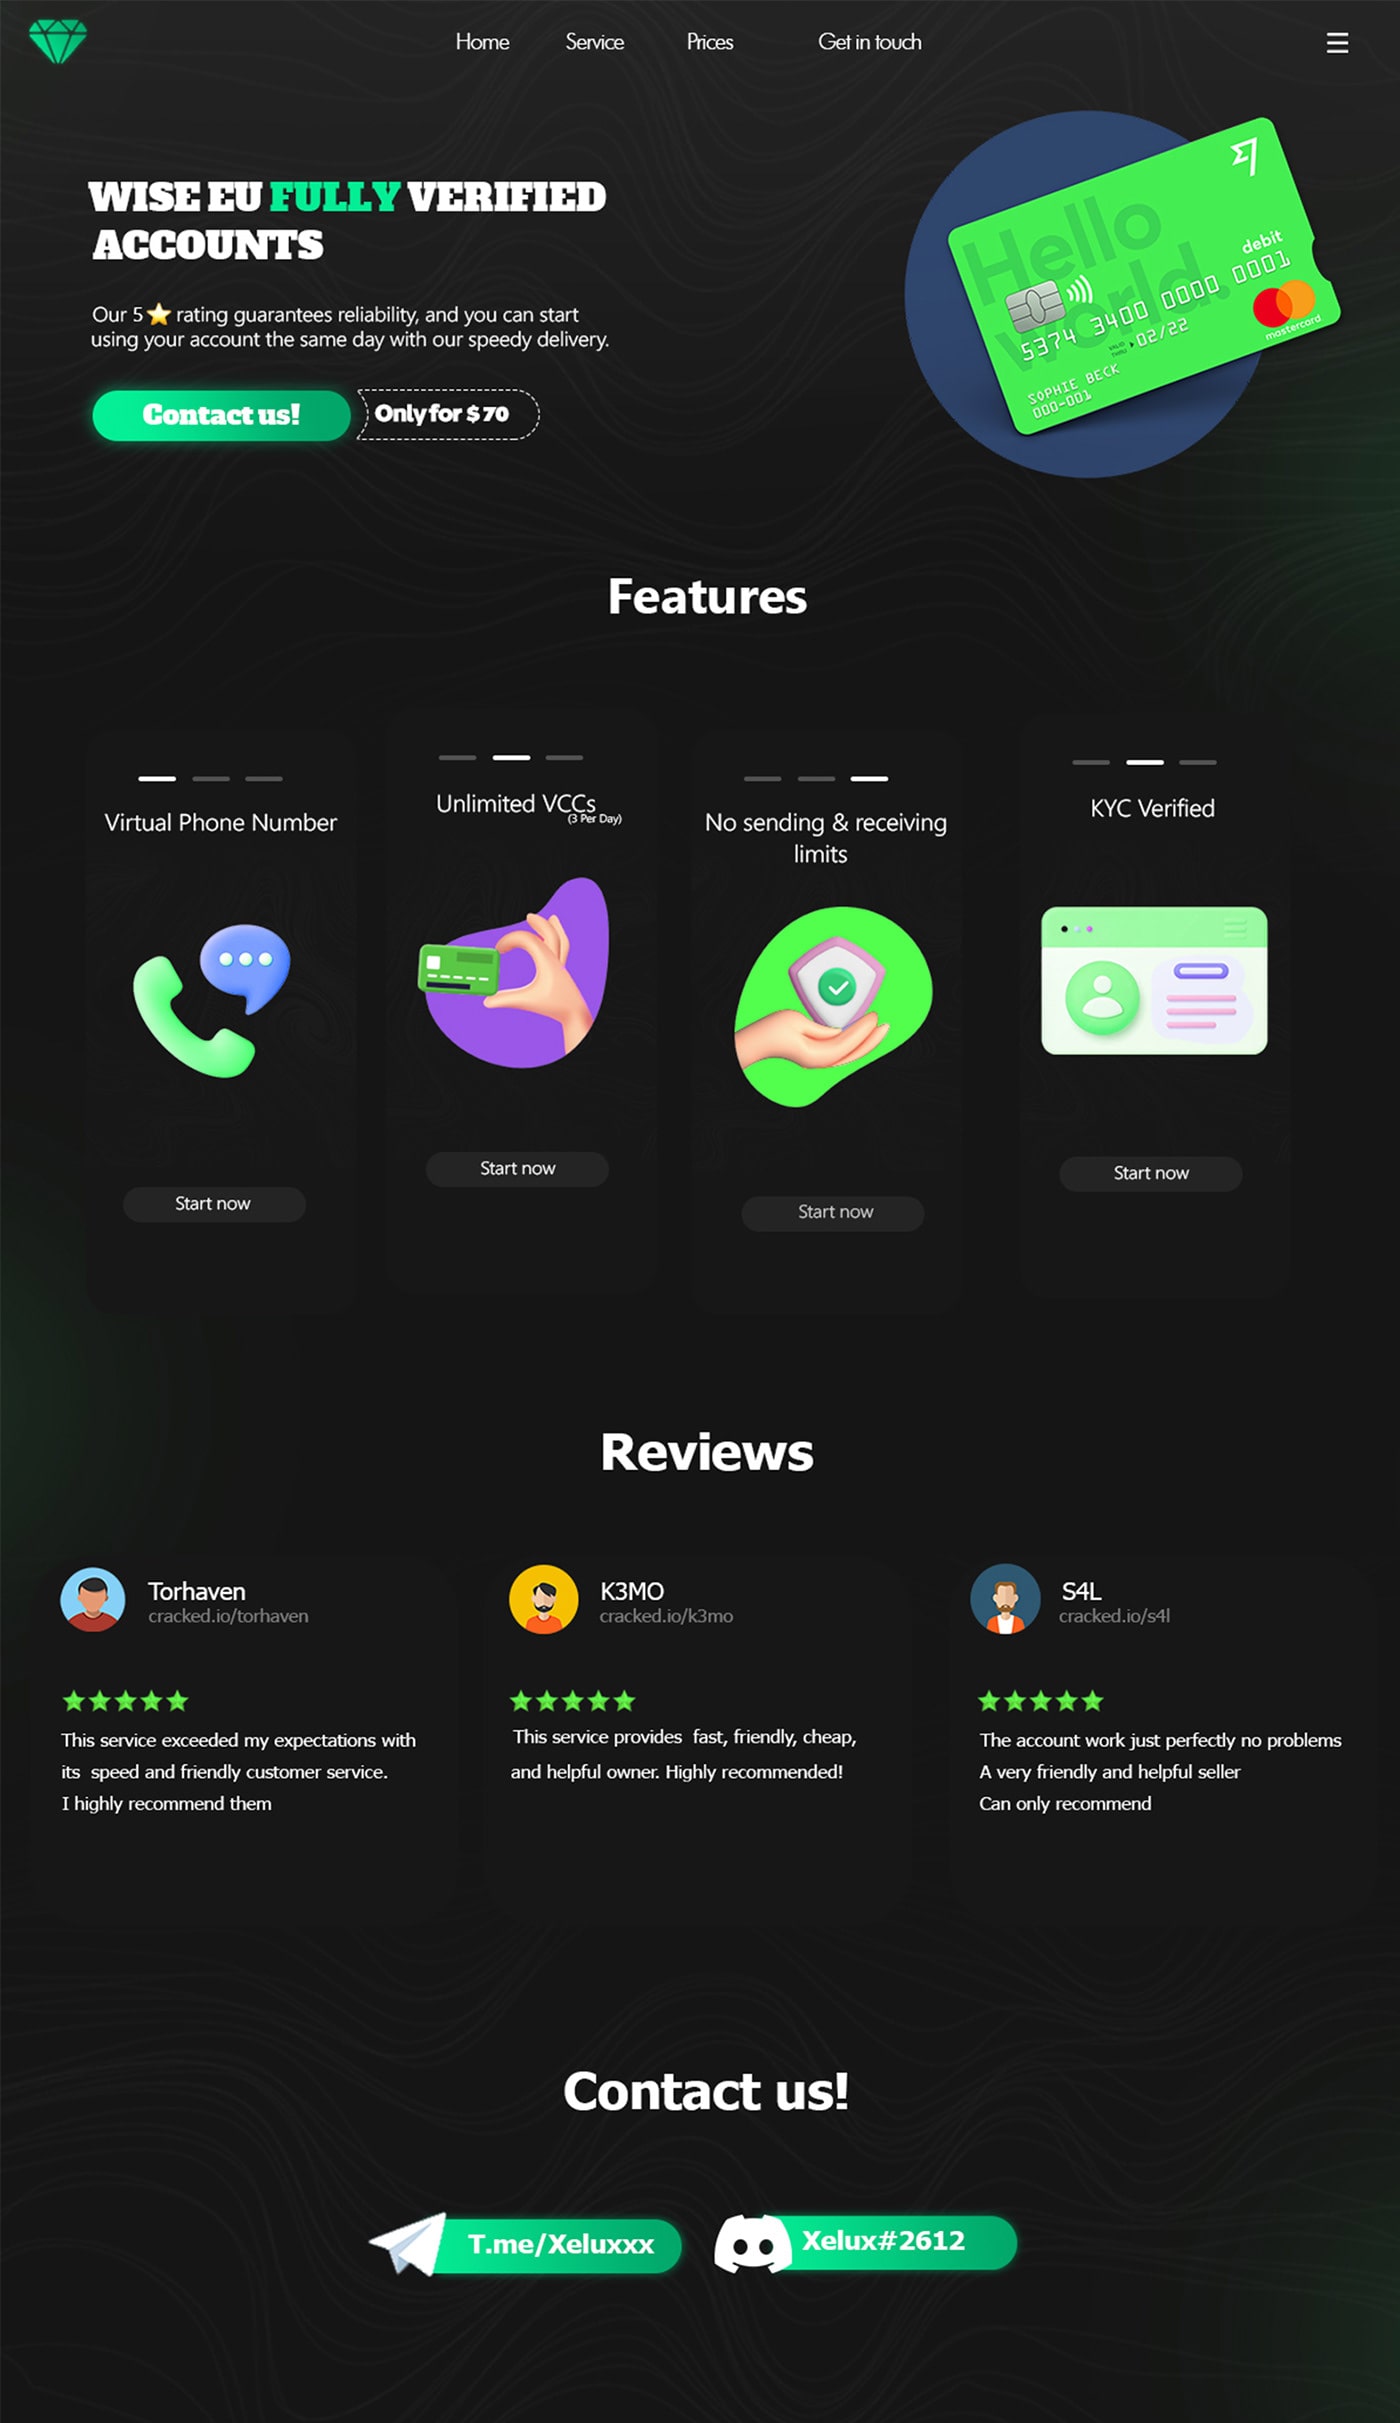 Home Service Prices Get in touch
WISE EU FULLY VERIFIED
ACCOUNTS
Our 5 ⭐ rating guarantees reliability, and you can start
using your account the same day with our speedy delivery.
Contact us! Only for $ 70
Hello
world.
debit
5374 3400 0000 0001
VALID
THRU 02/22
SOPHIE BECK
000-001
mastercard
Features
Virtual Phone Number
Unlimited VCCs
(3 Per Day)
No sending & receiving
limits
KYC Verified
Start now
Start now
Start now
Start now
Reviews
Torhaven
cracked.io/torhaven
This service exceeded my expectations with
its speed and friendly customer service.
I highly recommend them
K3MO
cracked.io/k3mo
This service provides fast, friendly, cheap,
and helpful owner. Highly recommended!
S4L
cracked.io/s4l
The account work just perfectly no problems
A very friendly and helpful seller
Can only recommend
Contact us!
T.me/Xeluxxx
Xelux#2612